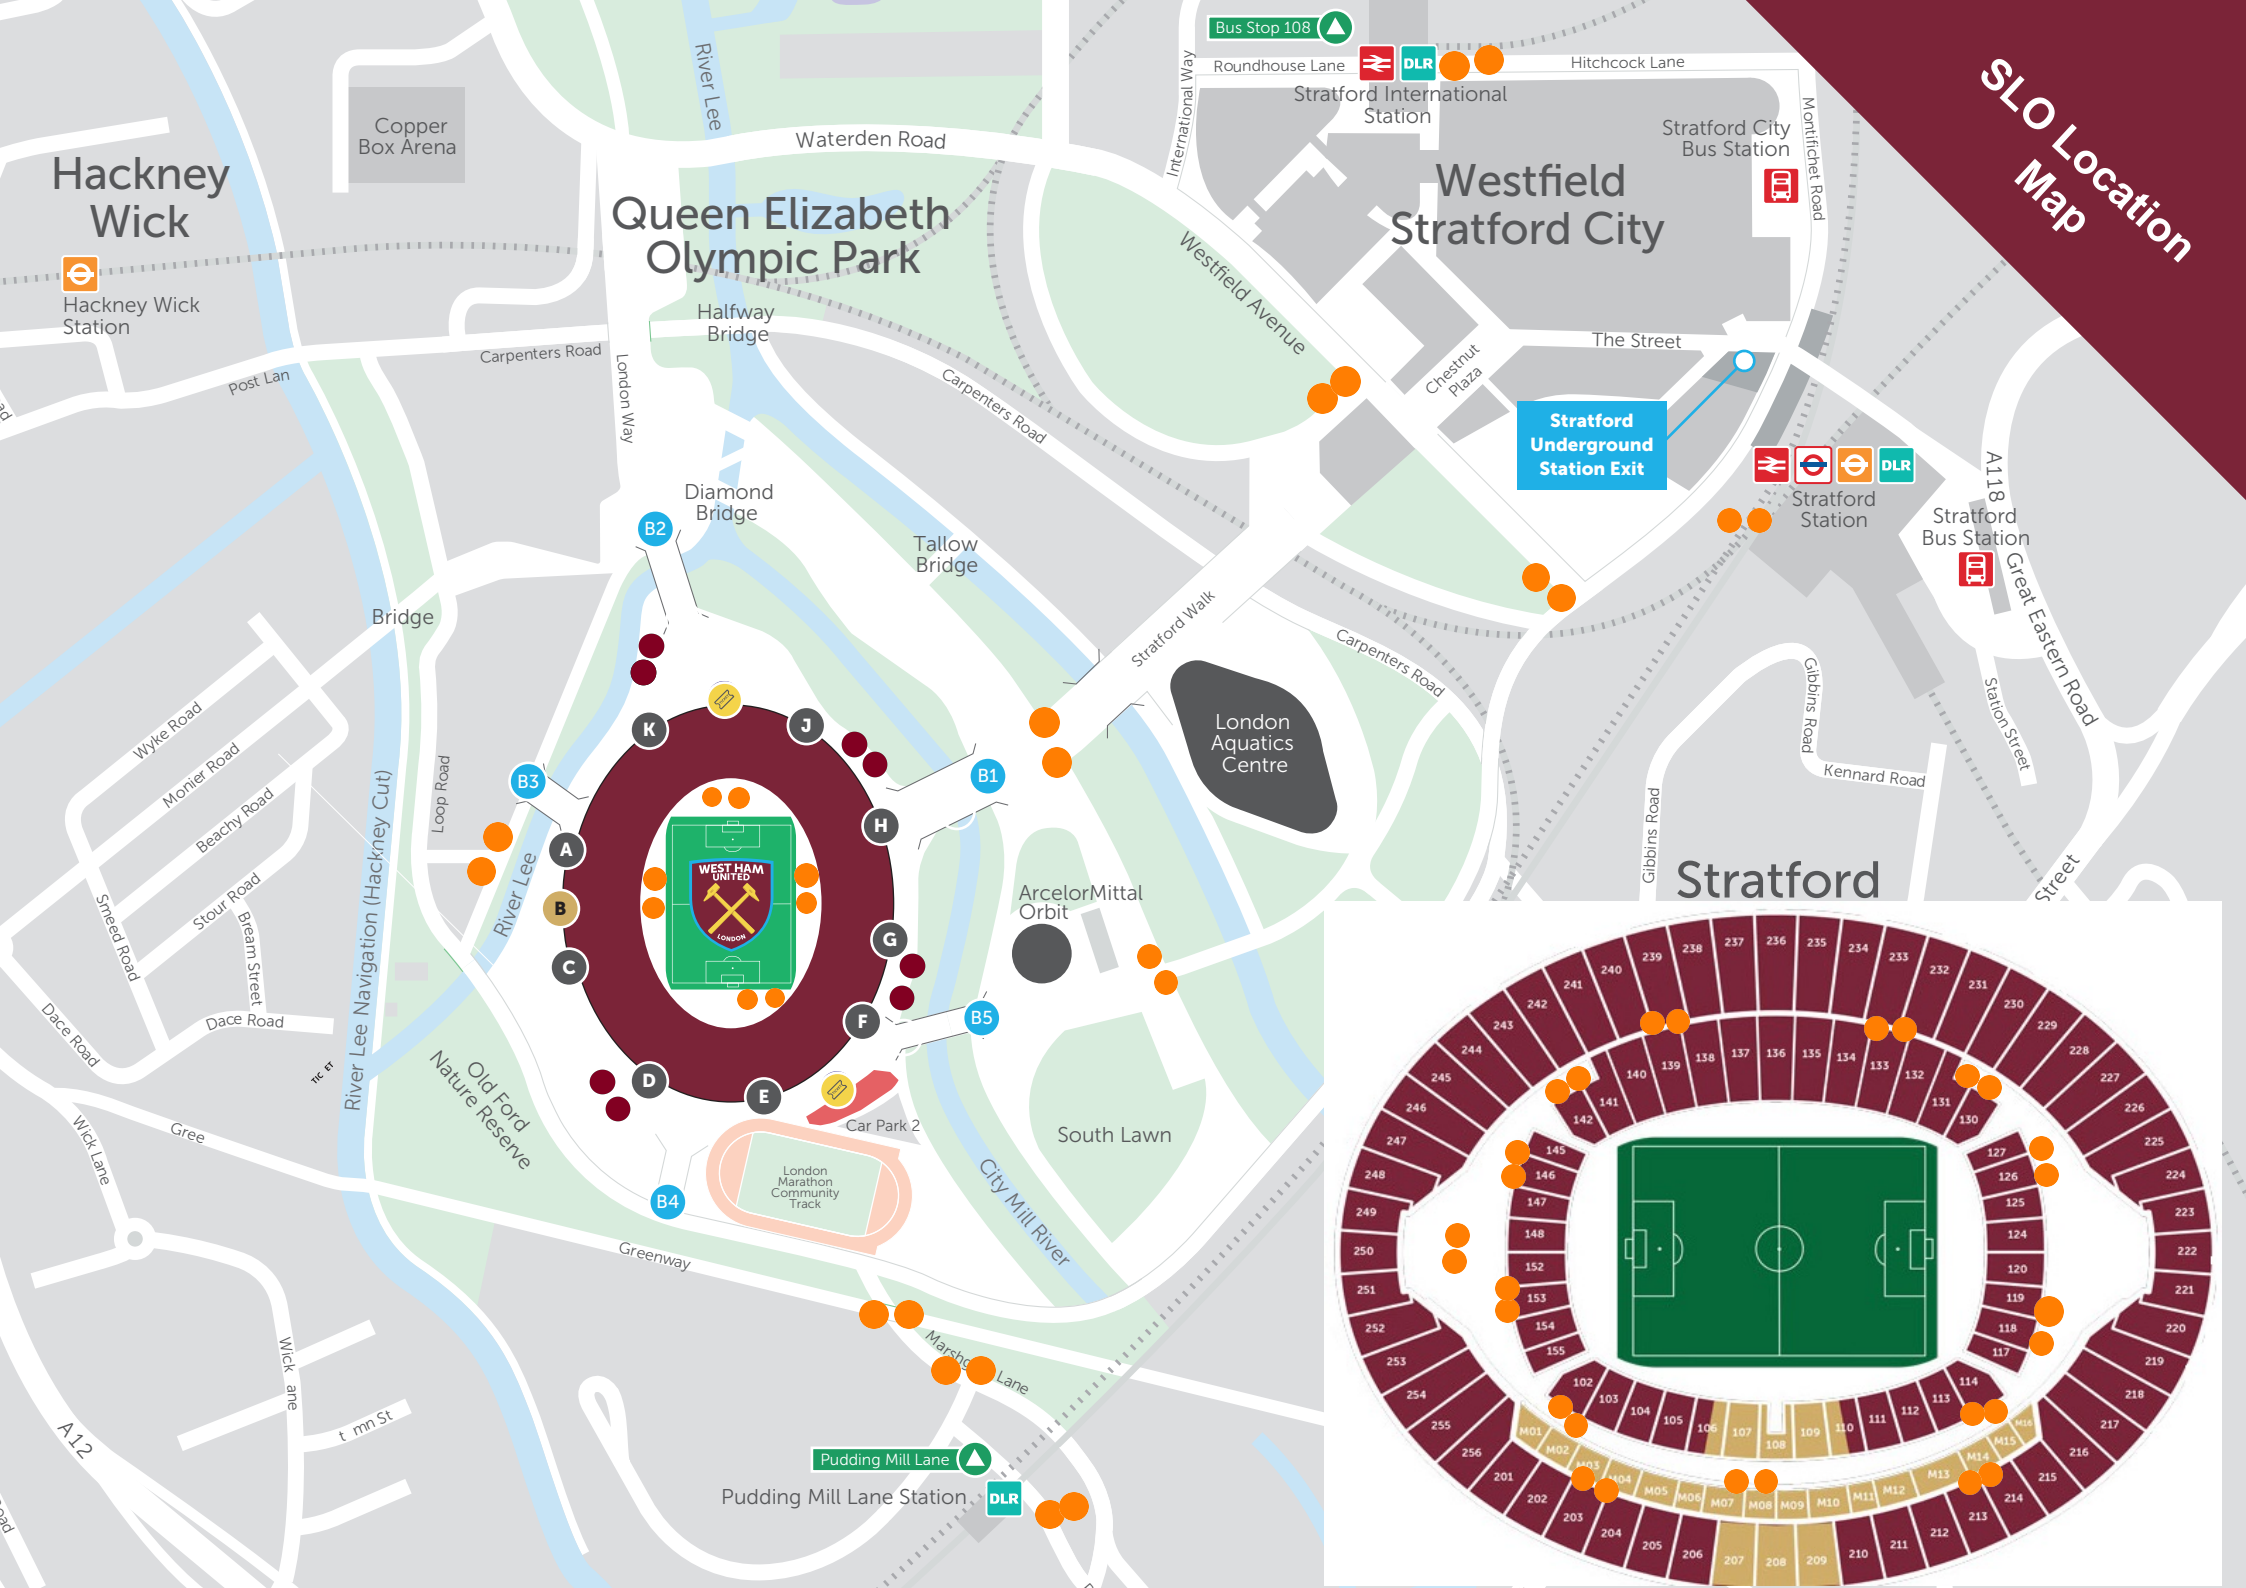 SLO Location
Map
Bus Stop 108
Roundhouse Lane
DLR
Hitchcock Lane
Stratford International
Station
International Way
Montifichet Road
Stratford City
Bus Station
Westfield
Stratford City
Westfield Avenue
The Street
Chestnut
Plaza
Stratford
Underground
Station Exit
DLR
Stratford
Station
Stratford
Bus Station
A118
Great Eastern Road
Station Street
Gibbins Road
Kennard Road
Gibbins Road
Stratford
Street
Copper
Box Arena
Hackney
Wick
Hackney Wick
Station
River Lee
Waterden Road
Queen Elizabeth
Olympic Park
Halfway
Bridge
Carpenters Road
Post Lan
London Way
Carpenters Road
Diamond
Bridge
B2
Tallow
Bridge
Stratford Walk
Carpenters Road
Bridge
London
Aquatics
Centre
Wyke Road
Monier Road
Beachy Road
Stour Road
Smeed Road
Bream Street
Dace Road
Dace Road
Loop Road
River Lee
River Lee Navigation (Hackney Cut)
TIC ET
K
J
B3
B1
A
H
B
C
G
F
D
E
WEST HAM
UNITED
LONDON
B5
B4
ArcelorMittal
Orbit
South Lawn
Car Park 2
London
Marathon
Community
Track
City Mill River
Old Ford
Nature Reserve
Wick Lane
Gree
Greenway
Wick ane
t mn St
A12
oad
Marshg
Lane
Pudding Mill Lane
Pudding Mill Lane Station
DLR
236
237
235
238
234
239
233
240
232
241
231
242
230
243
229
244
228
245
227
246
226
247
225
248
224
249
223
250
222
251
221
252
220
253
219
254
218
255
217
256
216
201
215
202
214
203
213
204
212
205
211
206
210
207
208
209
142
141
140
139
138
137
136
135
134
133
132
131
130
145
146
147
148
152
153
154
155
127
126
125
124
120
119
118
117
102
103
104
105
106
107
108
109
110
111
112
113
114
M01
M02
M03
M04
M05
M06
M07
M08
M09
M10
M11
M12
M13
M14
M15
M16